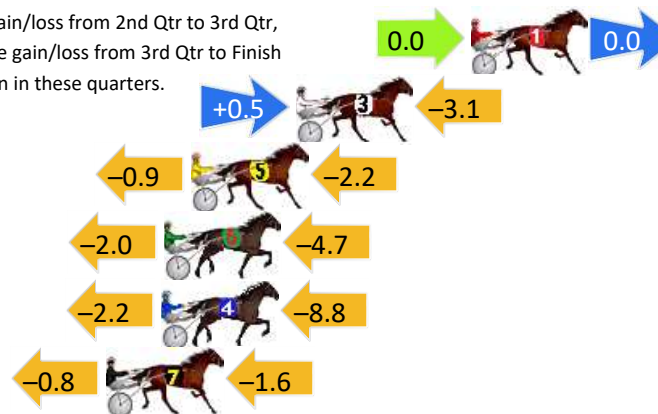 ain/loss from 2nd Qtr to 3rd Qtr,
e gain/loss from 3rd Qtr to Finish
n in these quarters.
0.0 1 0.0
+0.5 3 –3.1
–0.9 5 –2.2
–2.0 6 –4.7
–2.2 4 –8.8
–0.8 7 –1.6